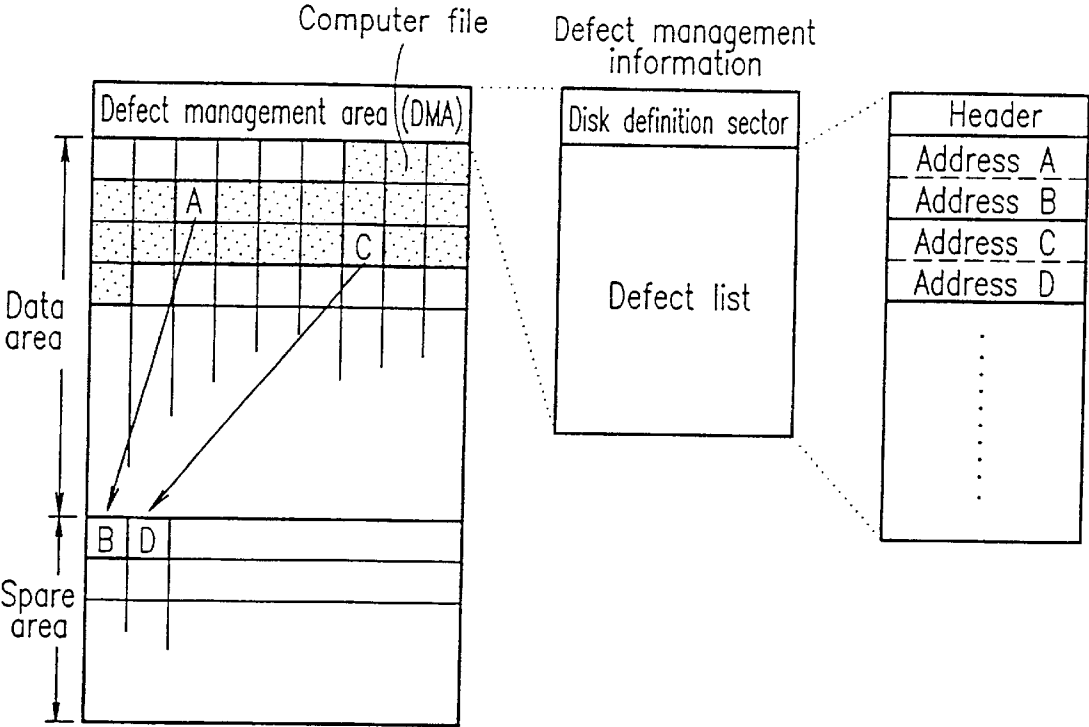 Computer file
Defect management
information
Defect management area (DMA)
Disk definition sector
Header
Address A
Address B
Address C
Address D
A
C
Defect list
Data
area
B D
Spare
area